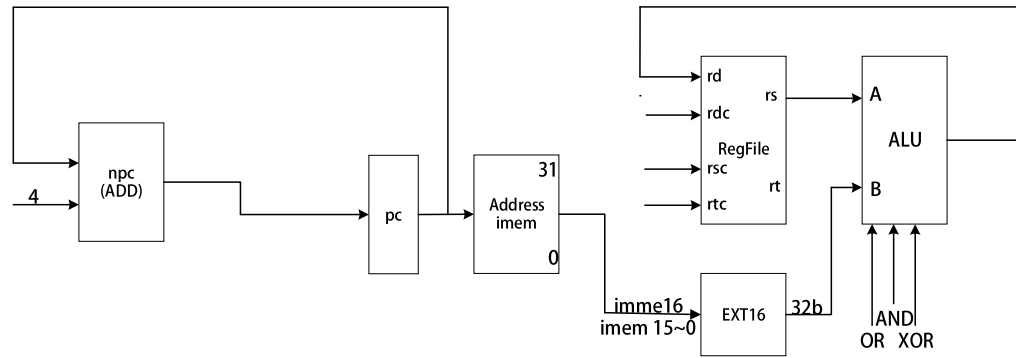 npc
(ADD)
4
pc
31
Address
imem
0
imme16
imem 15~0
rd
rdc
rs
RegFile
rsc
rt
rtc
EXT16
32b
A
ALU
B
AND
OR XOR